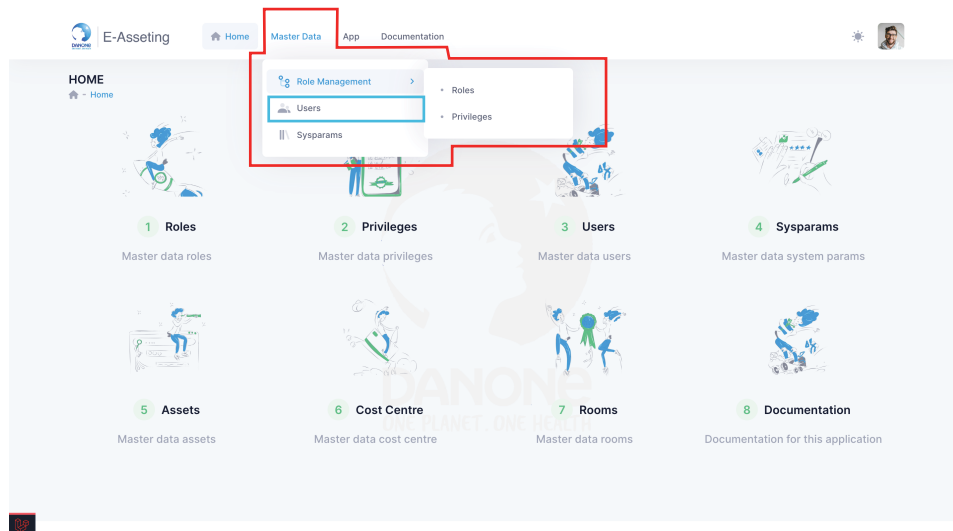 DANONE
E-Asseting
Home
Master Data
App
Documentation
HOME
Home
Role Management
Users
Sysparams
Roles
Privileges
****
1 Roles
Master data roles
2 Privileges
Master data privileges
3 Users
Master data users
4 Sysparams
Master data system params
5 Assets
Master data assets
6 Cost Centre
Master data cost centre
7 Rooms
Master data rooms
8 Documentation
Documentation for this application
DANONE
ONE PLANET. ONE HEALTH